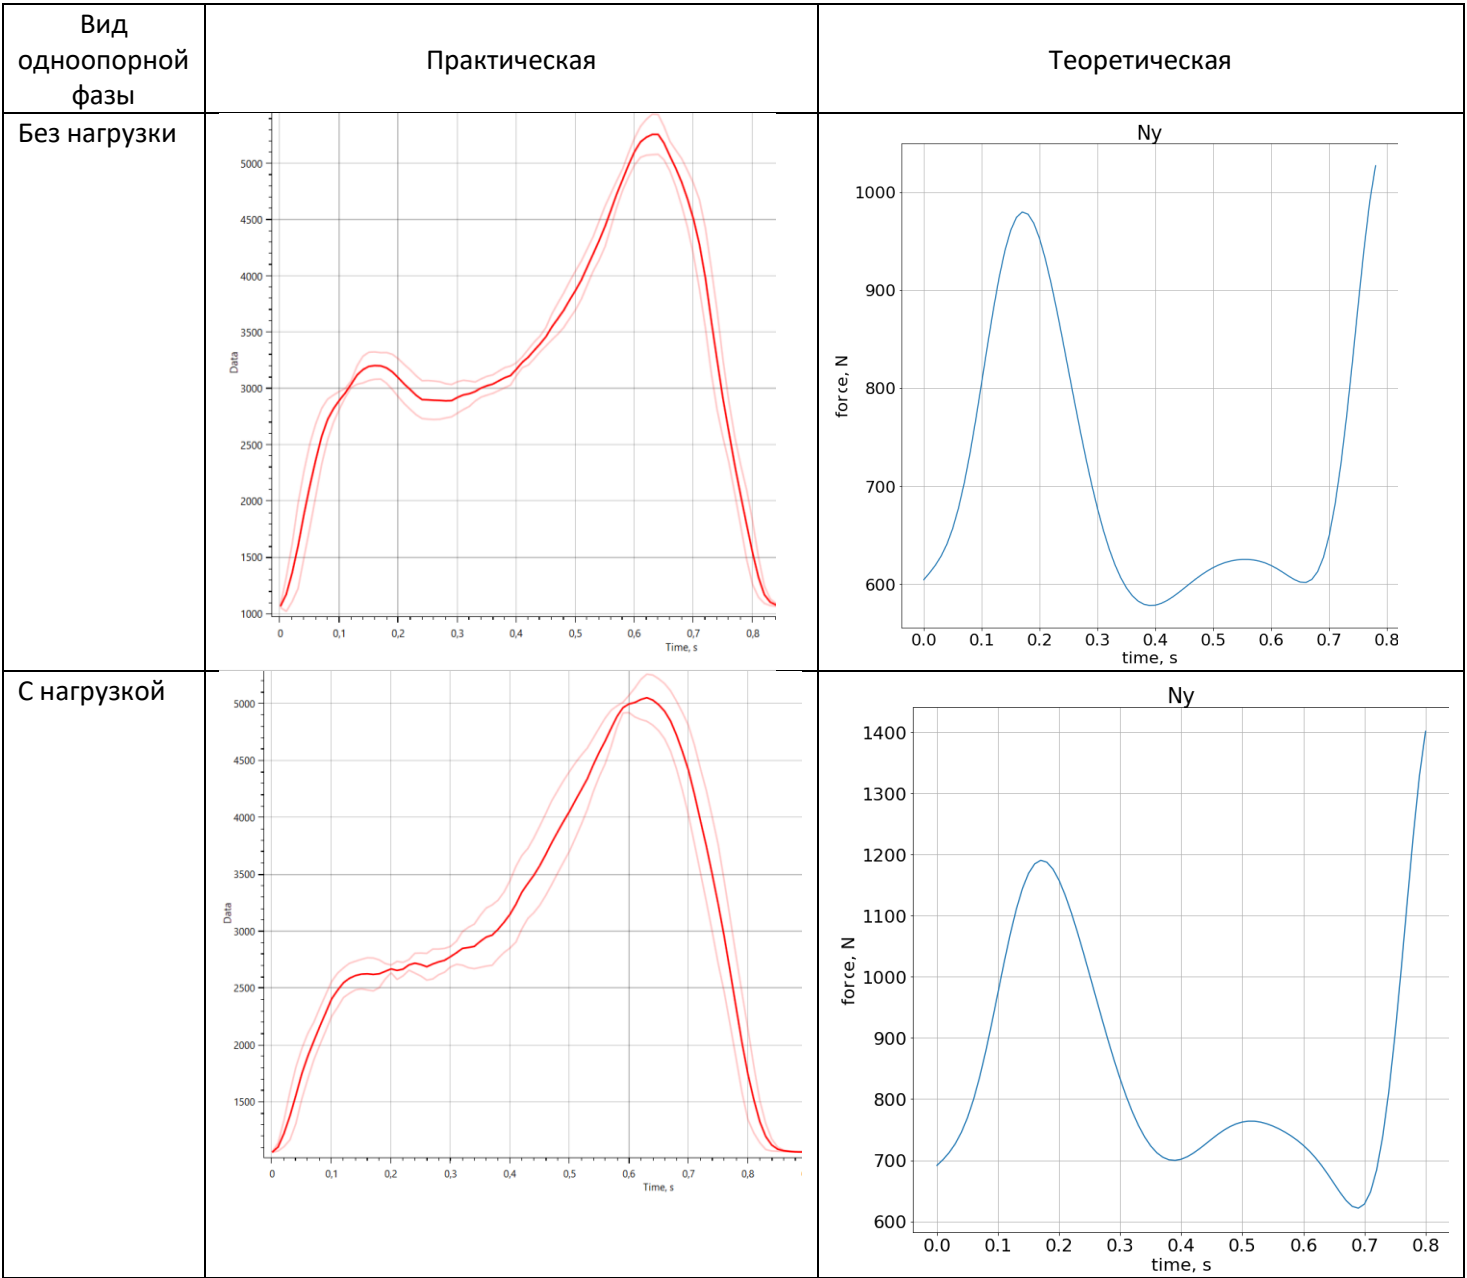 Вид
одноопорной
фазы
Практическая
Теоретическая
Без нагрузки
5000
4500
4000
3500
3000
2500
2000
1500
1000
Data
0 0,1 0,2 0,3 0,4 0,5 0,6 0,7 0,8
Time, s
Ny
1000
900
800
700
600
force, N
0.0 0.1 0.2 0.3 0.4 0.5 0.6 0.7 0.8
time, s
С нагрузкой
5000
4500
4000
3500
3000
2500
2000
1500
Data
0 0,1 0,2 0,3 0,4 0,5 0,6 0,7 0,8
Time, s
Ny
1400
1300
1200
1100
1000
900
800
700
600
force, N
0.0 0.1 0.2 0.3 0.4 0.5 0.6 0.7 0.8
time, s